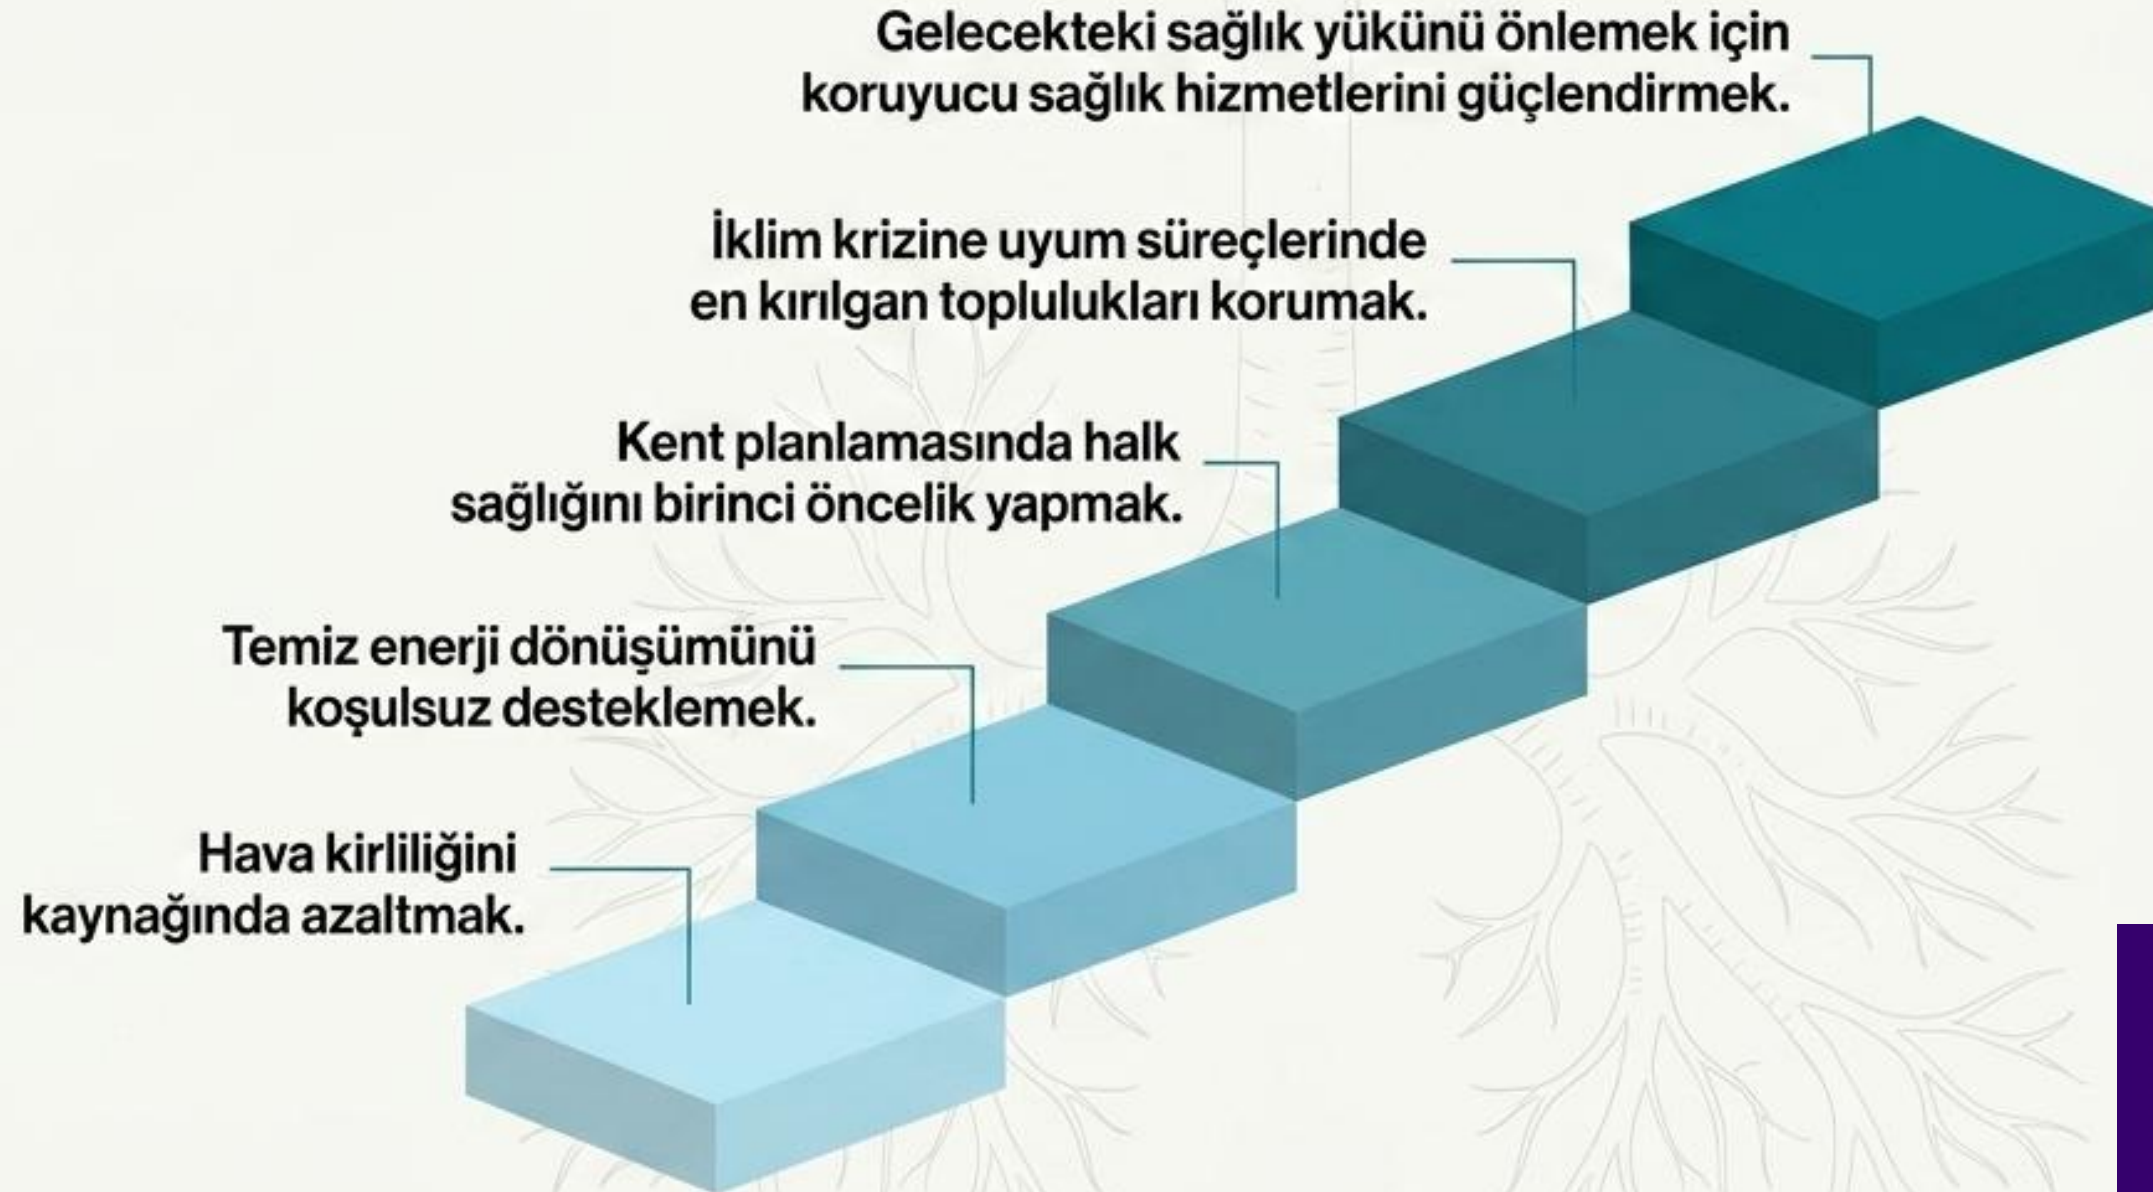 Gelecekteki sağlık yükünü önlemek için
koruyucu sağlık hizmetlerini güçlendirmek.
İklim krizine uyum süreçlerinde
en kırılgan toplulukları korumak.
Kent planlamasında halk
sağlığını birinci öncelik yapmak.
Temiz enerji dönüşümünü
koşulsuz desteklemek.
Hava kirliliğini
kaynağında azaltmak.